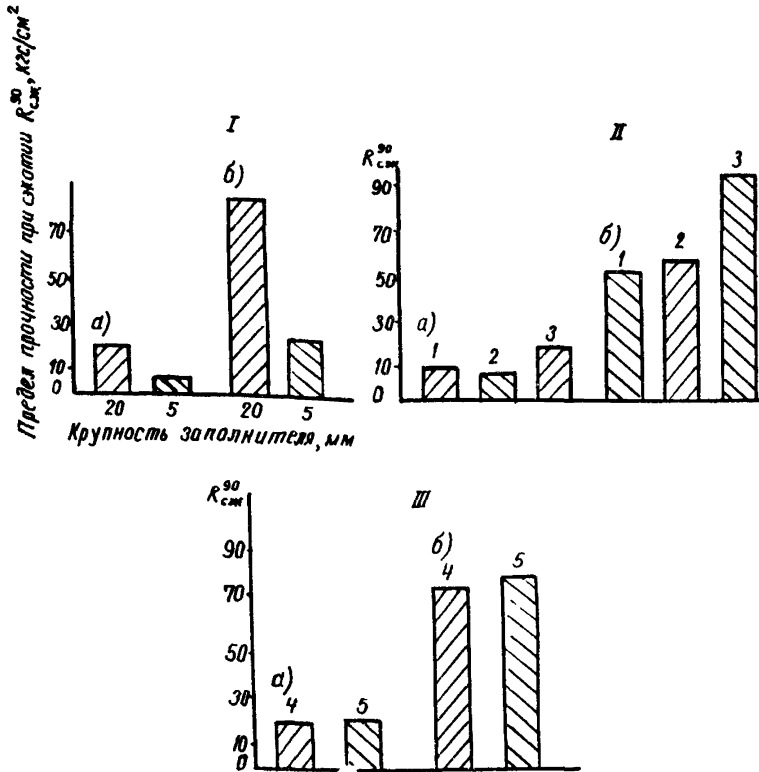 Предел прочности при сжатии R⁹⁰сж, кгс/см²
I
70
50
30
10
0
а)
б)
20 5 20 5
Крупность заполнителя, мм
II
R⁹⁰сж
90
70
50
30
10
0
а)
1 2 3
б)
1 2 3
III
R⁹⁰сж
90
70
50
30
10
0
а)
4 5
б)
4 5